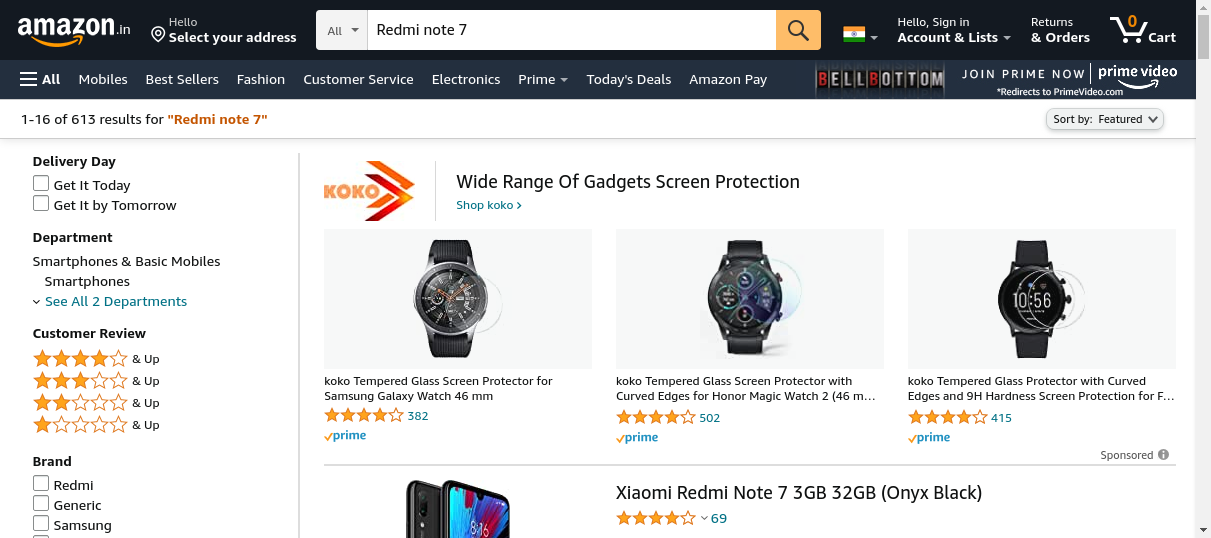 amazon.in
Hello
Select your address
All
Redmi note 7
Hello, Sign in
Account & Lists
Returns
& Orders
0
Cart
All
Mobiles
Best Sellers
Fashion
Customer Service
Electronics
Prime
Today's Deals
Amazon Pay
BELLBOTTOM
JOIN PRIME NOW
prime video
*Redirects to PrimeVideo.com
1-16 of 613 results for "Redmi note 7"
Sort by: Featured
Delivery Day
Get It Today
Get It by Tomorrow
Department
Smartphones & Basic Mobiles
Smartphones
See All 2 Departments
Customer Review
& Up
& Up
& Up
& Up
Brand
Redmi
Generic
Samsung
KOKO
Wide Range Of Gadgets Screen Protection
Shop koko ›
10:56
koko Tempered Glass Screen Protector for
Samsung Galaxy Watch 46 mm
382
prime
koko Tempered Glass Screen Protector with
Curved Edges for Honor Magic Watch 2 (46 m…
502
prime
koko Tempered Glass Protector with Curved
Edges and 9H Hardness Screen Protection for F…
415
prime
Sponsored
8:16
Xiaomi Redmi Note 7 3GB 32GB (Onyx Black)
69